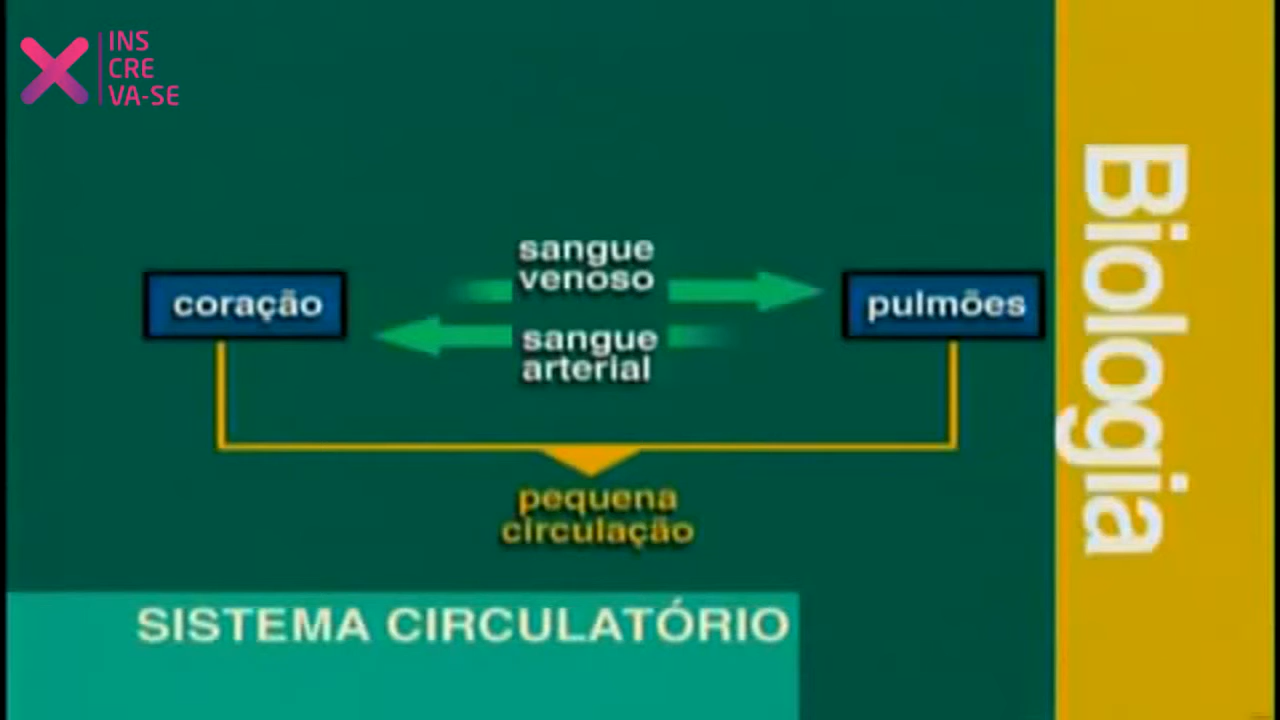 INS
CRE
VA-SE
sangue
venoso
coração
pulmões
sangue
arterial
pequena
circulação
SISTEMA CIRCULATÓRIO
Biologia